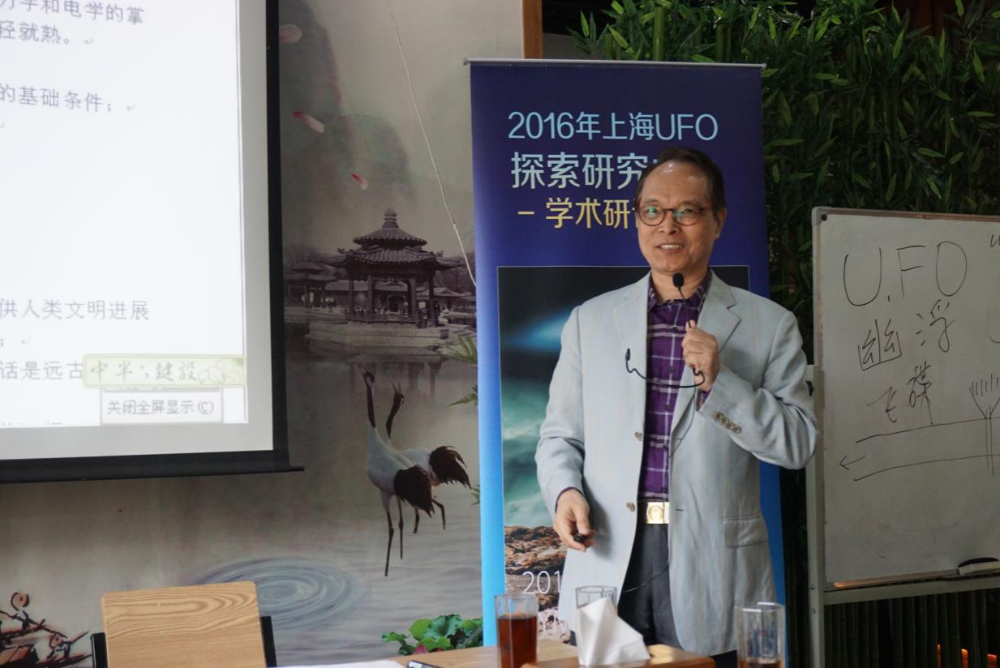 力学和电学的掌
轻就熟。
的基础条件；
供人类文明进展
；
话是远古
中半°，键設
关闭全屏显示(C)
2016年上海UFO
探索研究
- 学术研
201
U.FO
幽浮
飞碟